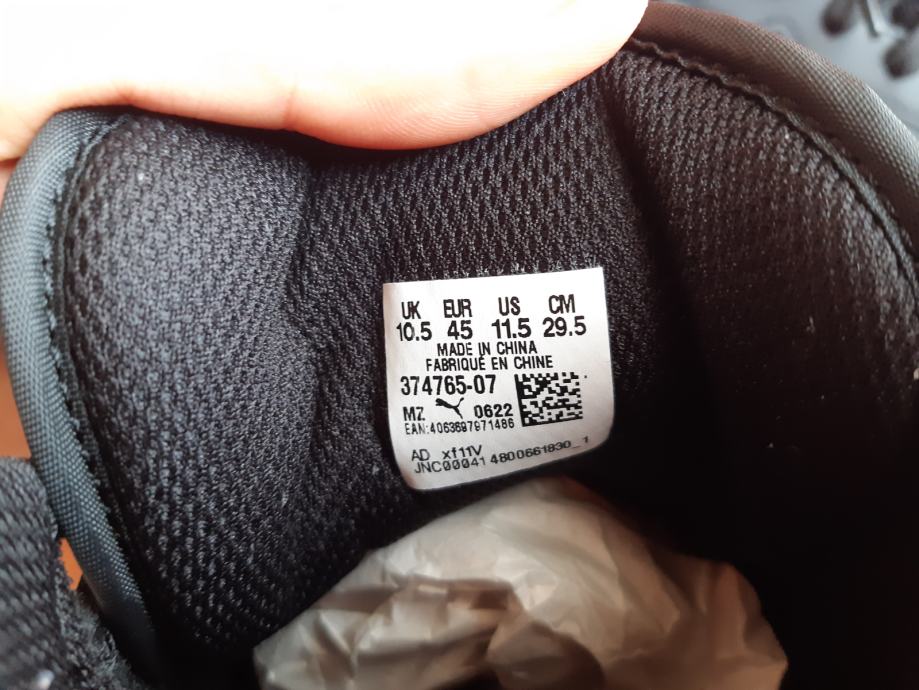 UK EUR US CM
10.5 45 11.5 29.5
MADE IN CHINA
FABRIQUÉ EN CHINE
374765-07
MZ 0622
EAN:4063697971486
AD xf11V
JNC00041 4800661830_1